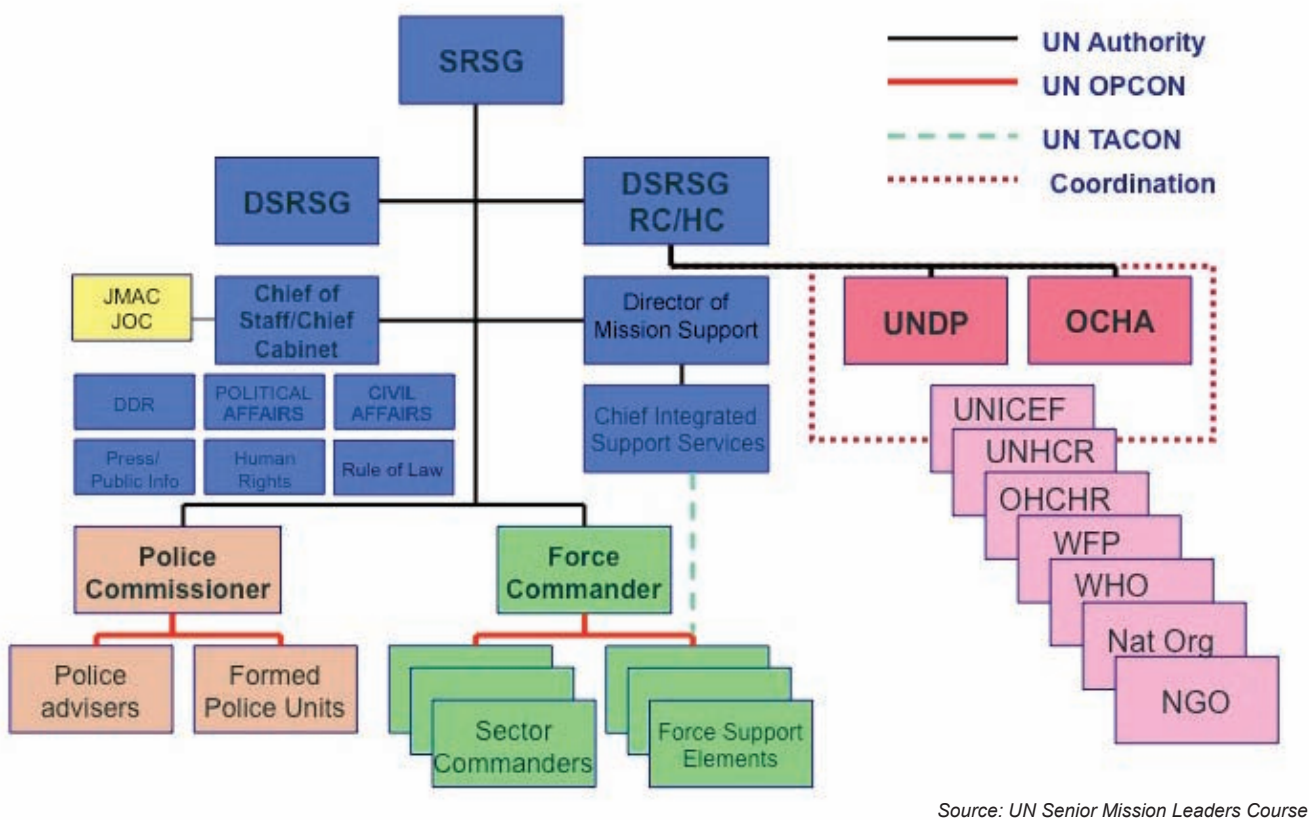 SRSG
UN Authority
UN OPCON
UN TACON
Coordination
DSRSG
DSRSG
RC/HC
JMAC
JOC
Chief of
Staff/Chief
Cabinet
Director of
Mission Support
UNDP
OCHA
DDR
POLITICAL
AFFAIRS
CIVIL
AFFAIRS
Chief Integrated
Support Services
Press/
Public Info
Human
Rights
Rule of Law
UNICEF
UNHCR
OHCHR
WFP
WHO
Nat Org
NGO
Police
Commissioner
Force
Commander
Police
advisers
Formed
Police Units
Sector
Commanders
Force Support
Elements
Source: UN Senior Mission Leaders Course